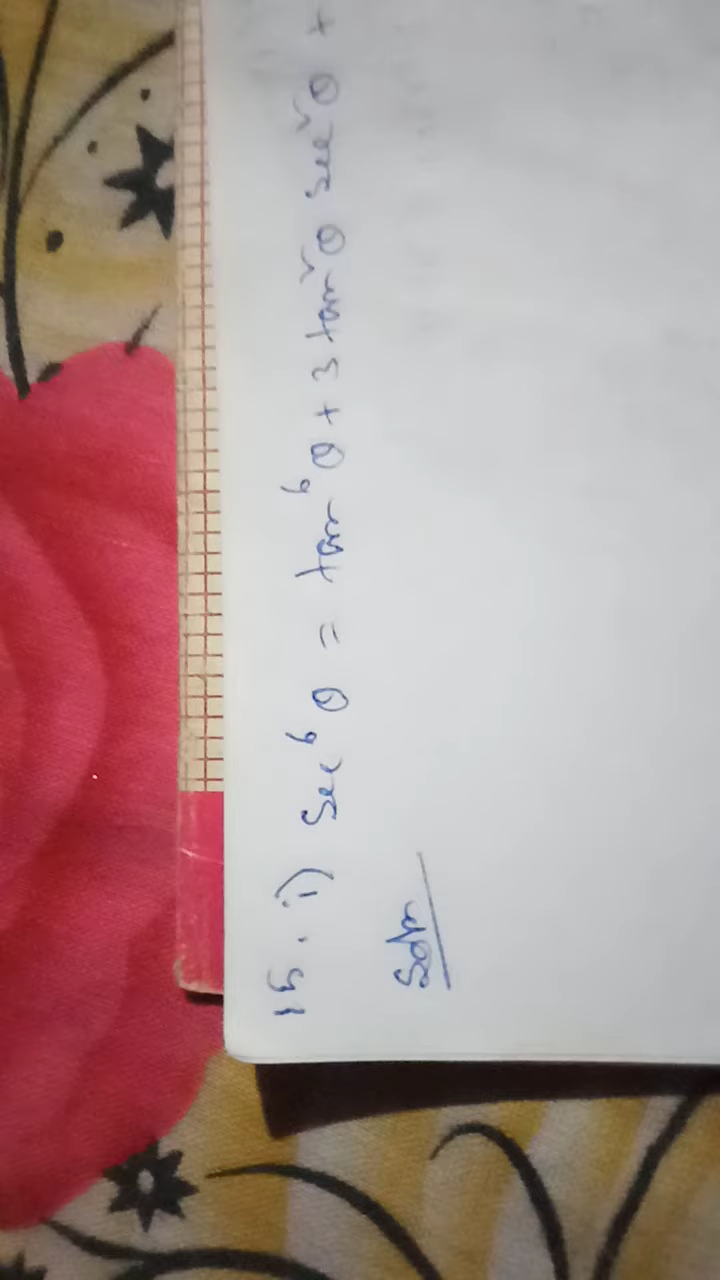 15. i) Sec⁶θ = tan⁶θ + 3 tan²θ sec²θ +
Soln